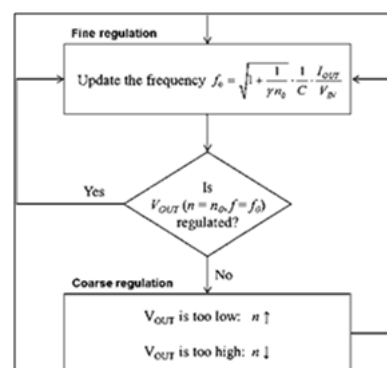 Fine regulation
Update the frequency f₀ = √(1 + 1/(γn₀)) · 1/C · I_OUT/V_IN
Yes
Is
V_OUT (n = n₀, f = f₀)
regulated?
No
Coarse regulation
V_OUT is too low: n ↑
V_OUT is too high: n ↓